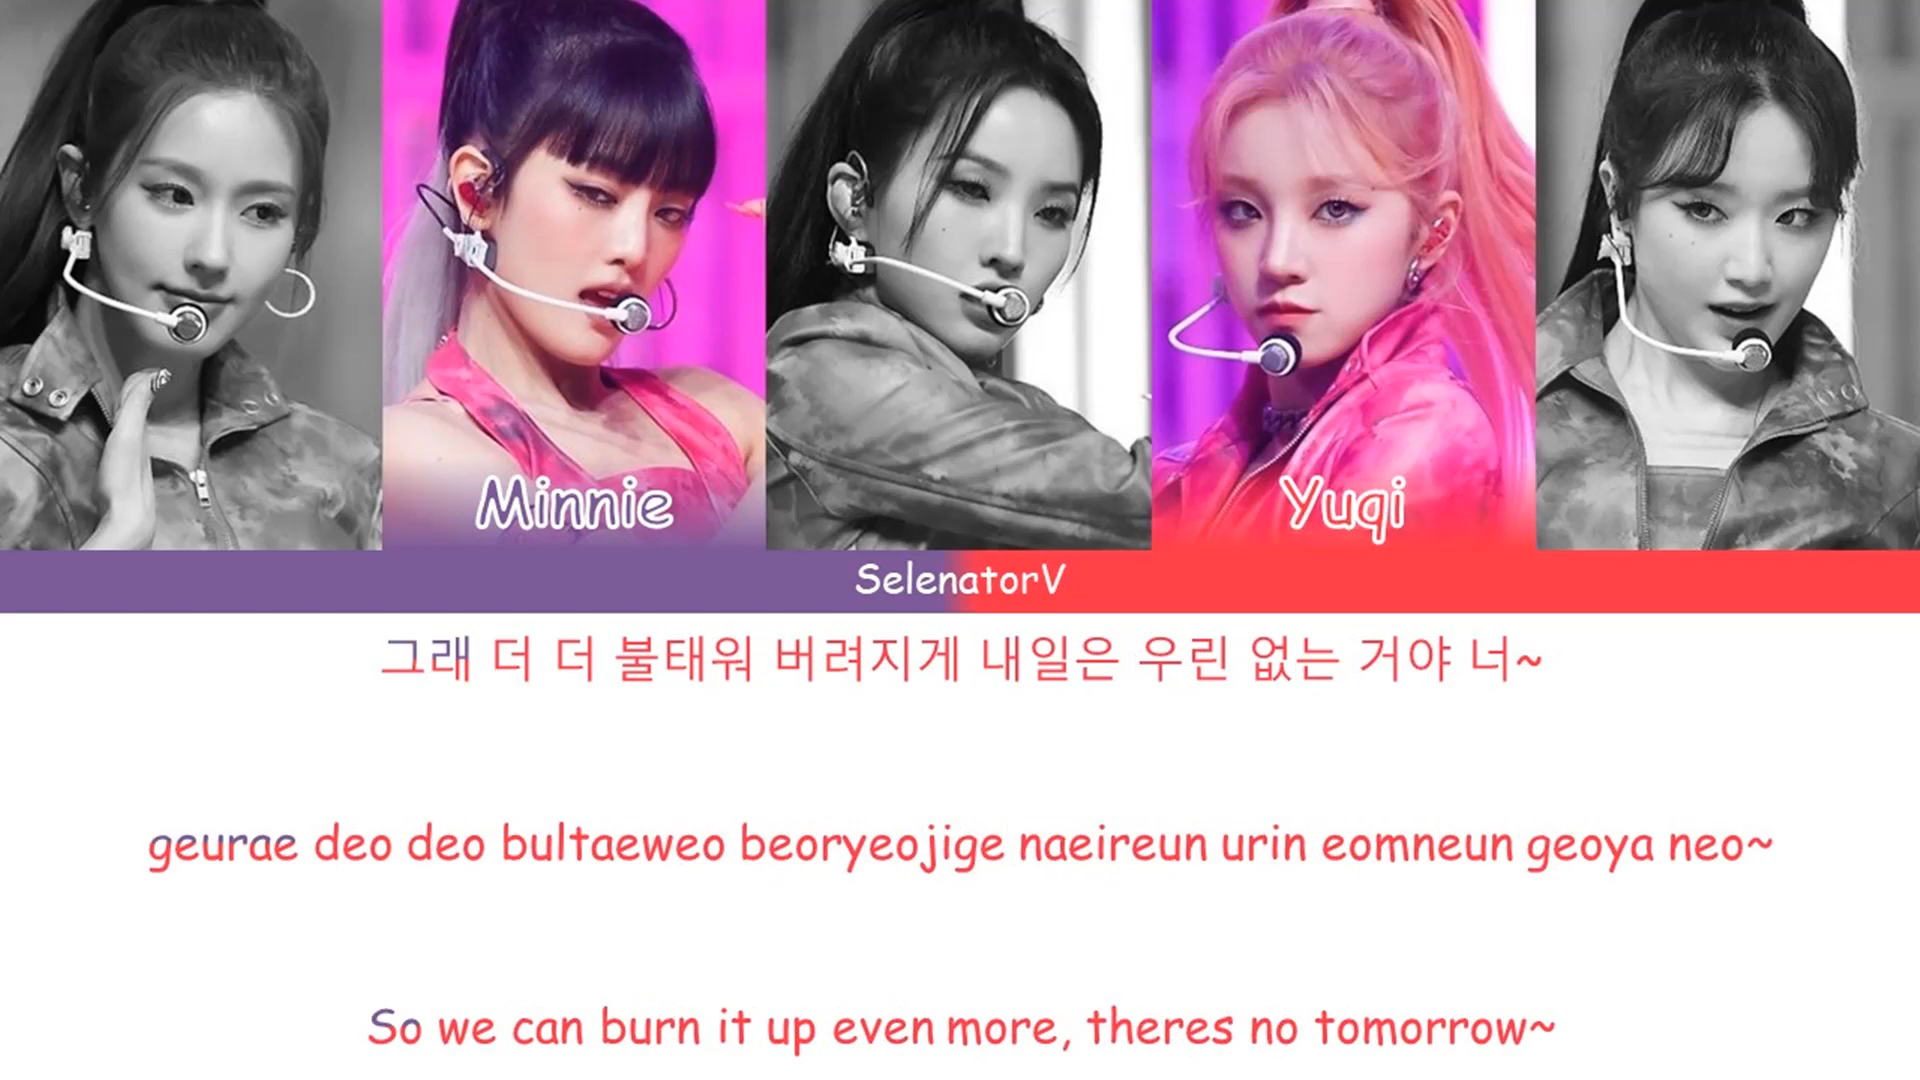 Minnie
Yuqi
SelenatorV
그래 더 더 불태워 버려지게 내일은 우린 없는 거야 너~
geurae deo deo bultaeweo beoryeojige naeireun urin eomneun geoya neo~
So we can burn it up even more, theres no tomorrow~